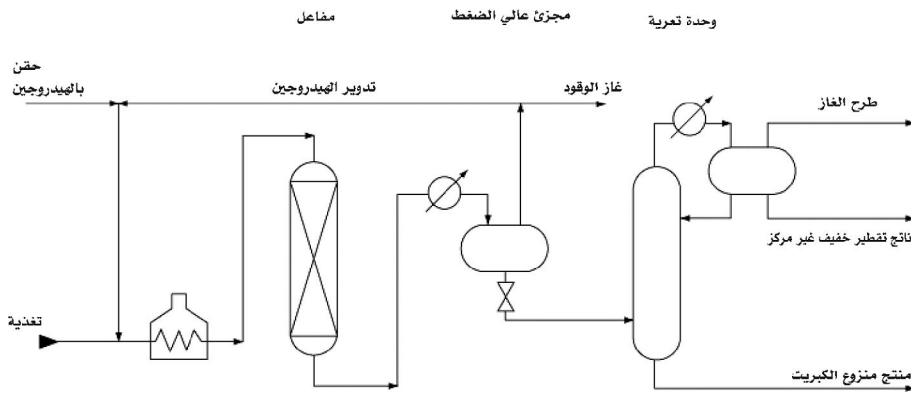 وحدة تعرية
مجزئ عالي الضغط
مفاعل
حقن
بالهيدروجين
تدوير الهيدروجين
غاز الوقود
طرح الغاز
ناتج تقطير خفيف غير مركز
تغذية
منتج منزوع الكبريت